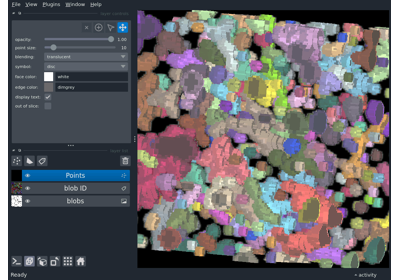 File View Plugins Window Help
opacity: 1.00
point size: 10
blending: translucent
symbol: disc
face color: white
edge color: dimgrey
display text: ✓
out of slice:
Points
blob ID
blobs
Ready
activity